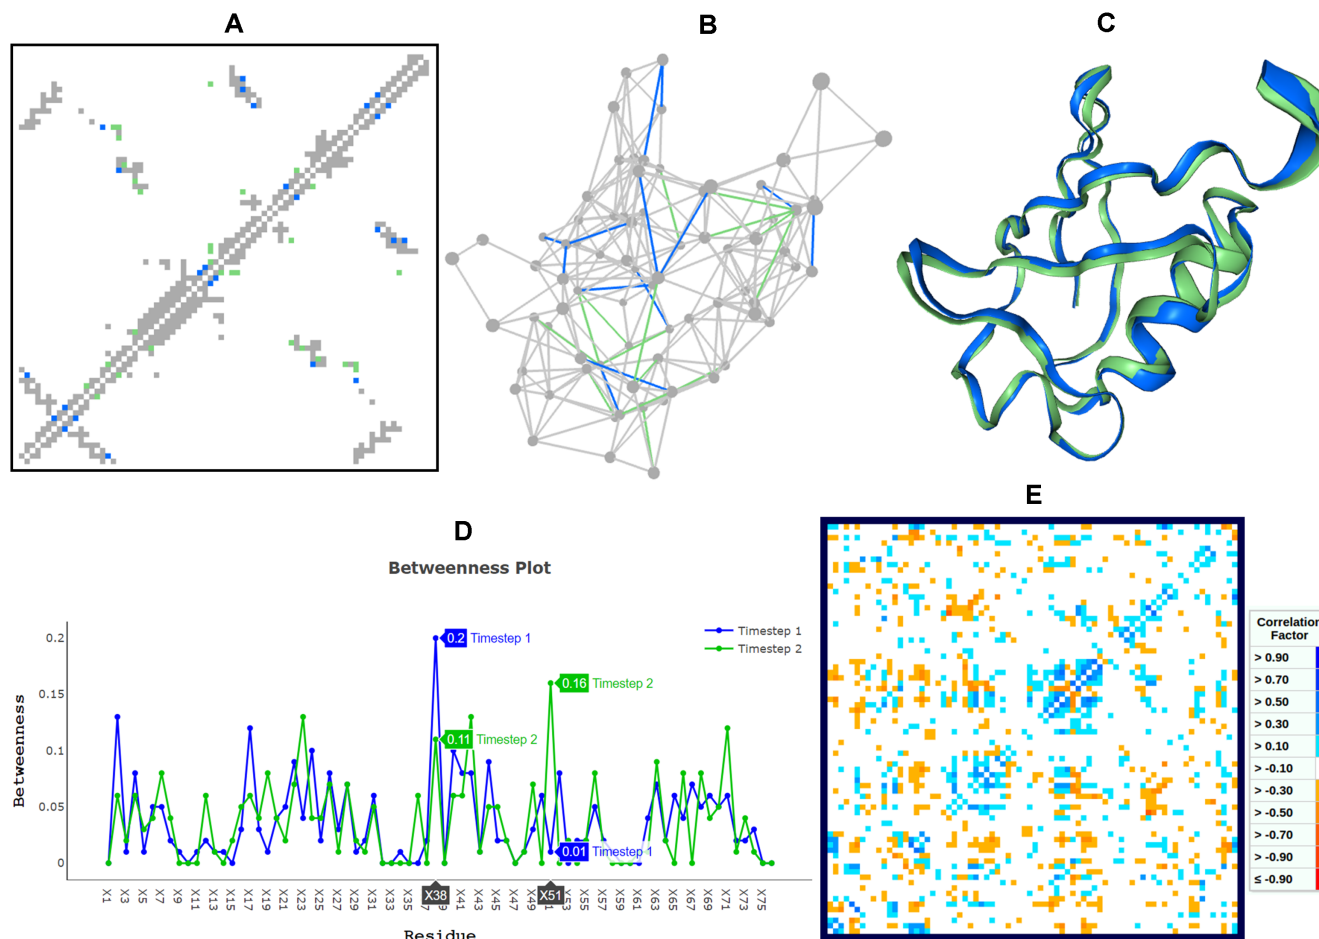 A
B
C
D
E
Betweenness Plot
Betweenness
0.2
0.15
0.1
0.05
0
0.2 Timestep 1
0.11 Timestep 2
0.16 Timestep 2
0.01 Timestep 1
Timestep 1
Timestep 2
X1
X3
X5
X7
X9
X11
X13
X15
X17
X19
X21
X23
X25
X27
X29
X31
X33
X35
X38
X41
X43
X45
X47
X49
X51
X55
X57
X59
X61
X63
X65
X67
X69
X71
X73
X75
Residue
Correlation
Factor
> 0.90
> 0.70
> 0.50
> 0.30
> 0.10
> -0.10
> -0.30
> -0.50
> -0.70
> -0.90
≤ -0.90